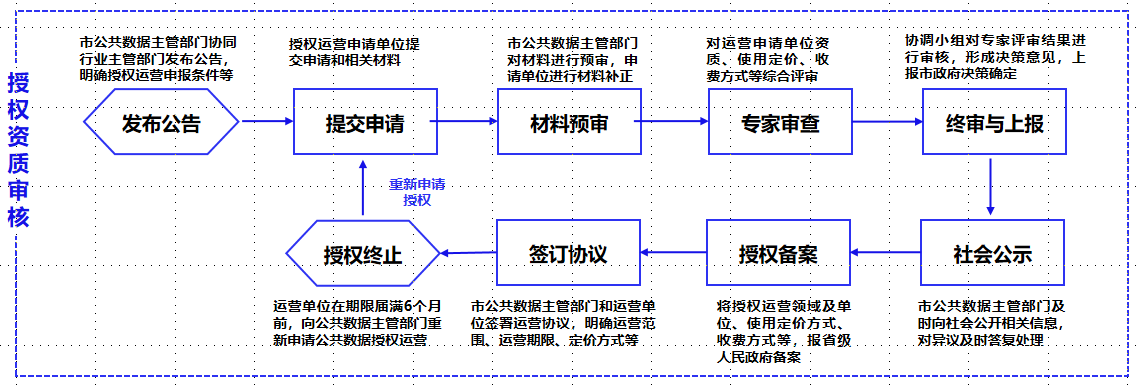 授权资质审核
市公共数据主管部门协同
行业主管部门发布公告，
明确授权运营申报条件等
发布公告
授权运营申请单位提
交申请和相关材料
提交申请
市公共数据主管部门
对材料进行预审，申
请单位进行材料补正
材料预审
对运营申请单位资
质、使用定价、收
费方式等综合评审
专家审查
协调小组对专家评审结果进
行审核，形成决策意见，上
报市政府决策确定
终审与上报
重新申请
授权
社会公示
市公共数据主管部门及
时向社会公开相关信息，
对异议及时答复处理
授权备案
将授权运营领域及单
位、使用定价方式、
收费方式等，报省级
人民政府备案
签订协议
市公共数据主管部门和运营单
位签署运营协议；明确运营范
围、运营期限、定价方式等
授权终止
运营单位在期限届满6个月
前，向公共数据主管部门重
新申请公共数据授权运营